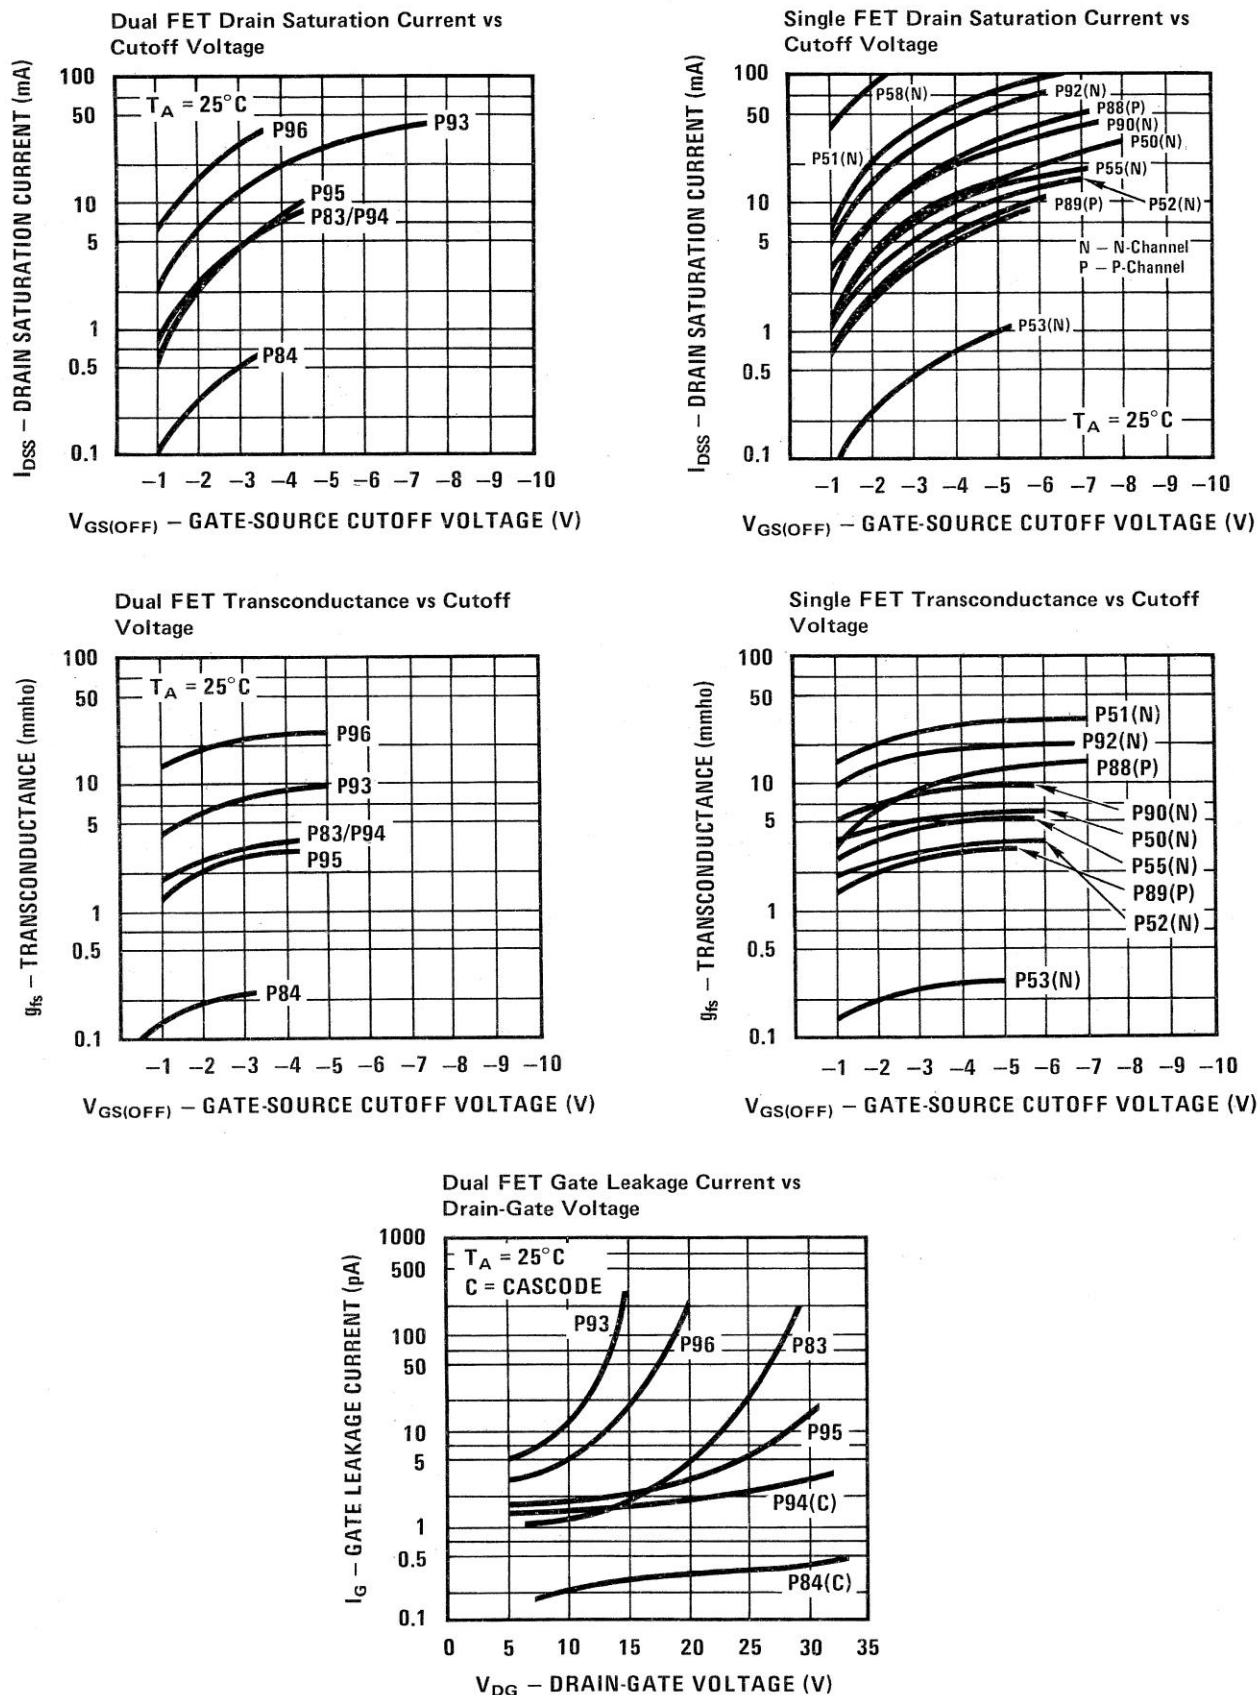 Dual FET Drain Saturation Current vs
Cutoff Voltage
I_DSS – DRAIN SATURATION CURRENT (mA)
100
50
10
5
1
0.5
0.1
T_A = 25°C
P96
P93
P95
P83/P94
P84
–1 –2 –3 –4 –5 –6 –7 –8 –9 –10
V_GS(OFF) – GATE-SOURCE CUTOFF VOLTAGE (V)
Single FET Drain Saturation Current vs
Cutoff Voltage
I_DSS – DRAIN SATURATION CURRENT (mA)
100
50
10
5
1
0.5
0.1
P58(N)
P92(N)
P88(P)
P90(N)
P51(N)
P50(N)
P55(N)
P89(P)
P52(N)
N – N-Channel
P – P-Channel
P53(N)
T_A = 25°C
–1 –2 –3 –4 –5 –6 –7 –8 –9 –10
V_GS(OFF) – GATE-SOURCE CUTOFF VOLTAGE (V)
Dual FET Transconductance vs Cutoff
Voltage
g_fs – TRANSCONDUCTANCE (mmho)
100
50
10
5
1
0.5
0.1
T_A = 25°C
P96
P93
P83/P94
P95
P84
–1 –2 –3 –4 –5 –6 –7 –8 –9 –10
V_GS(OFF) – GATE-SOURCE CUTOFF VOLTAGE (V)
Single FET Transconductance vs Cutoff
Voltage
g_fs – TRANSCONDUCTANCE (mmho)
100
50
10
5
1
0.5
0.1
P51(N)
P92(N)
P88(P)
P90(N)
P50(N)
P55(N)
P89(P)
P52(N)
P53(N)
–1 –2 –3 –4 –5 –6 –7 –8 –9 –10
V_GS(OFF) – GATE-SOURCE CUTOFF VOLTAGE (V)
Dual FET Gate Leakage Current vs
Drain-Gate Voltage
I_G – GATE LEAKAGE CURRENT (pA)
1000
500
100
50
10
5
1
0.5
0.1
T_A = 25°C
C = CASCODE
P93
P96
P83
P95
P94(C)
P84(C)
0 5 10 15 20 25 30 35
V_DG – DRAIN-GATE VOLTAGE (V)